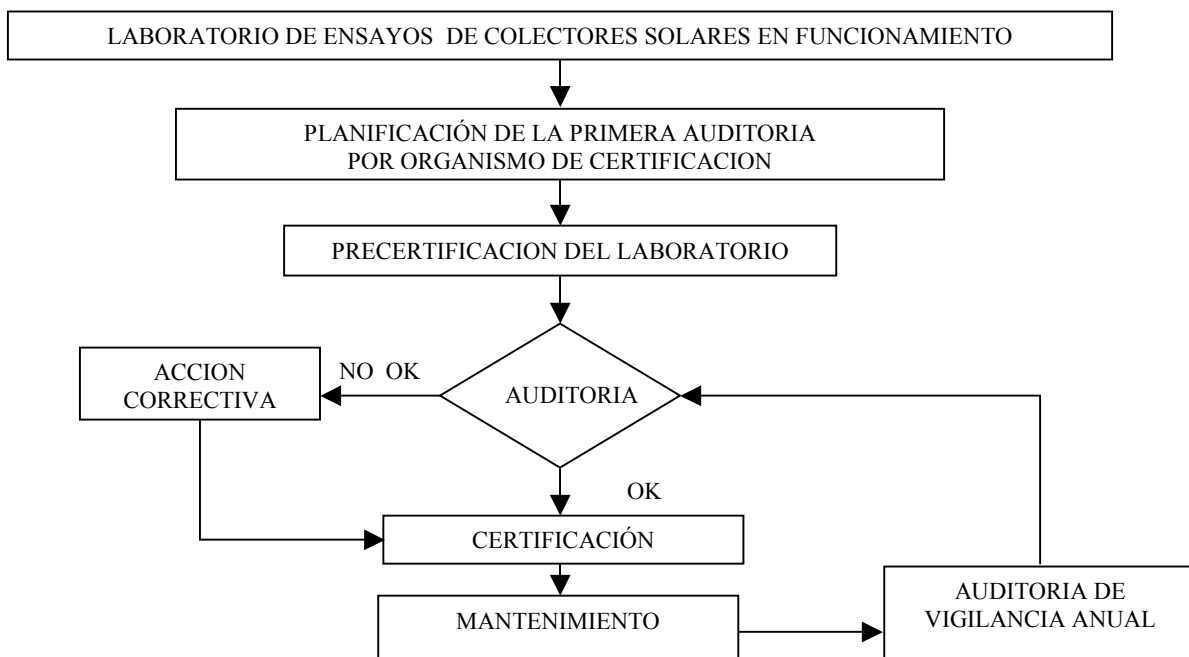 LABORATORIO DE ENSAYOS DE COLECTORES SOLARES EN FUNCIONAMIENTO
PLANIFICACIÓN DE LA PRIMERA AUDITORIA
POR ORGANISMO DE CERTIFICACION
PRECERTIFICACION DEL LABORATORIO
ACCION
CORRECTIVA
NO OK
AUDITORIA
OK
CERTIFICACIÓN
MANTENIMIENTO
AUDITORIA DE
VIGILANCIA ANUAL